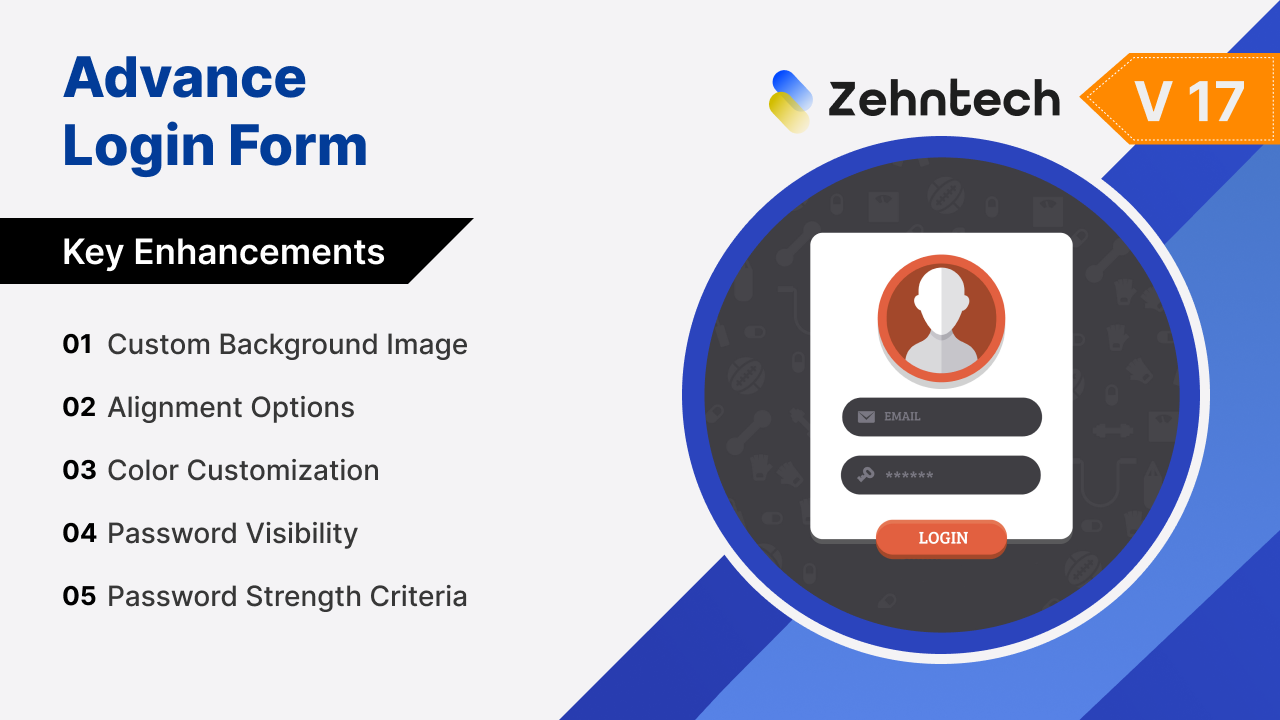 Advance
Login Form
Zehntech
V 17
Key Enhancements
01 Custom Background Image
02 Alignment Options
03 Color Customization
04 Password Visibility
05 Password Strength Criteria
EMAIL
******
LOGIN